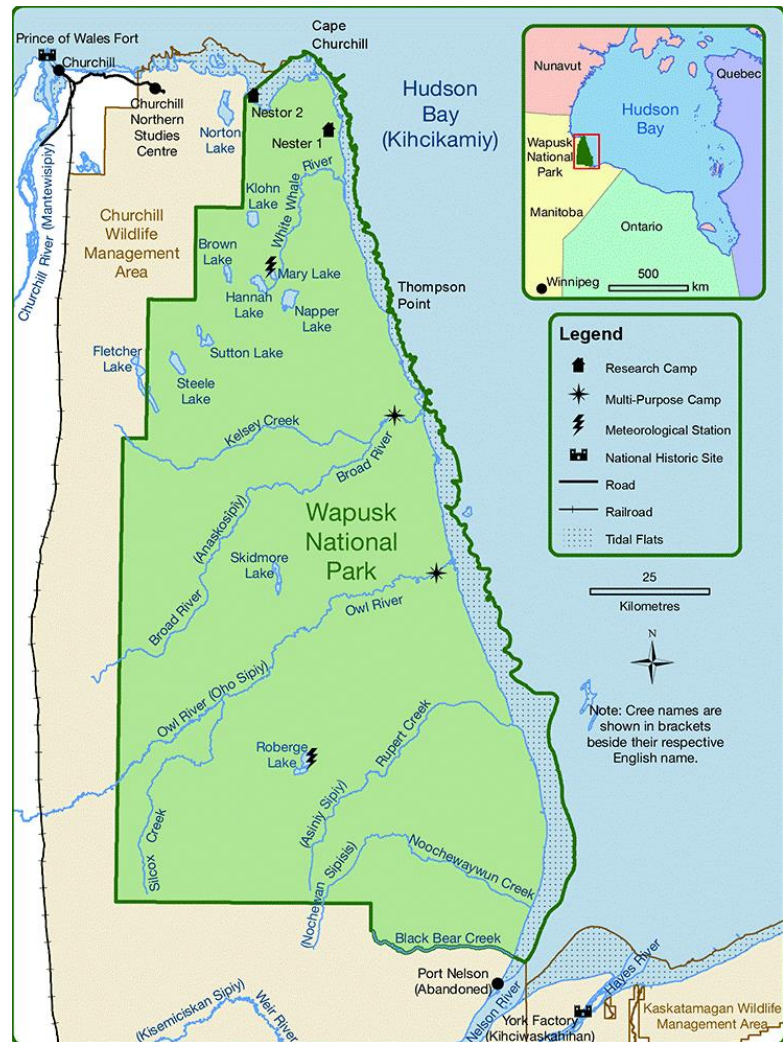 Prince of Wales Fort
Churchill
Cape
Churchill
Churchill
Northern
Studies
Centre
Norton
Lake
Nestor 2
Nester 1
Hudson
Bay
(Kihcikamiy)
Churchill River (Mantewisipiy)
Churchill
Wildlife
Management
Area
Klohn
Lake
White Whale River
Brown
Lake
Mary Lake
Hannah
Lake
Napper
Lake
Thompson
Point
Sutton Lake
Fletcher
Lake
Steele
Lake
Kelsey Creek
Broad River
(Anaskosipiy)
Broad River
Wapusk
National
Park
Skidmore
Lake
Owl River
Owl River (Oho Sipiy)
Silcox Creek
Roberge
Lake
Rupert Creek
(Asiniy Sipiy)
(Nochewan Sipisis)
Noochewaywun Creek
Black Bear Creek
Port Nelson
(Abandoned)
Nelson River
Hayes River
York Factory
(Kihciwaskahihan)
Kaskatamagan Wildlife
Management Area
(Kisemiciskan Sipiy)
Weir River
Nunavut
Quebec
Hudson
Bay
Wapusk
National
Park
Manitoba
Ontario
Winnipeg
500
km
Legend
Research Camp
Multi-Purpose Camp
Meteorological Station
National Historic Site
Road
Railroad
Tidal Flats
25
Kilometres
N
Note: Cree names are
shown in brackets
beside their respective
English name.